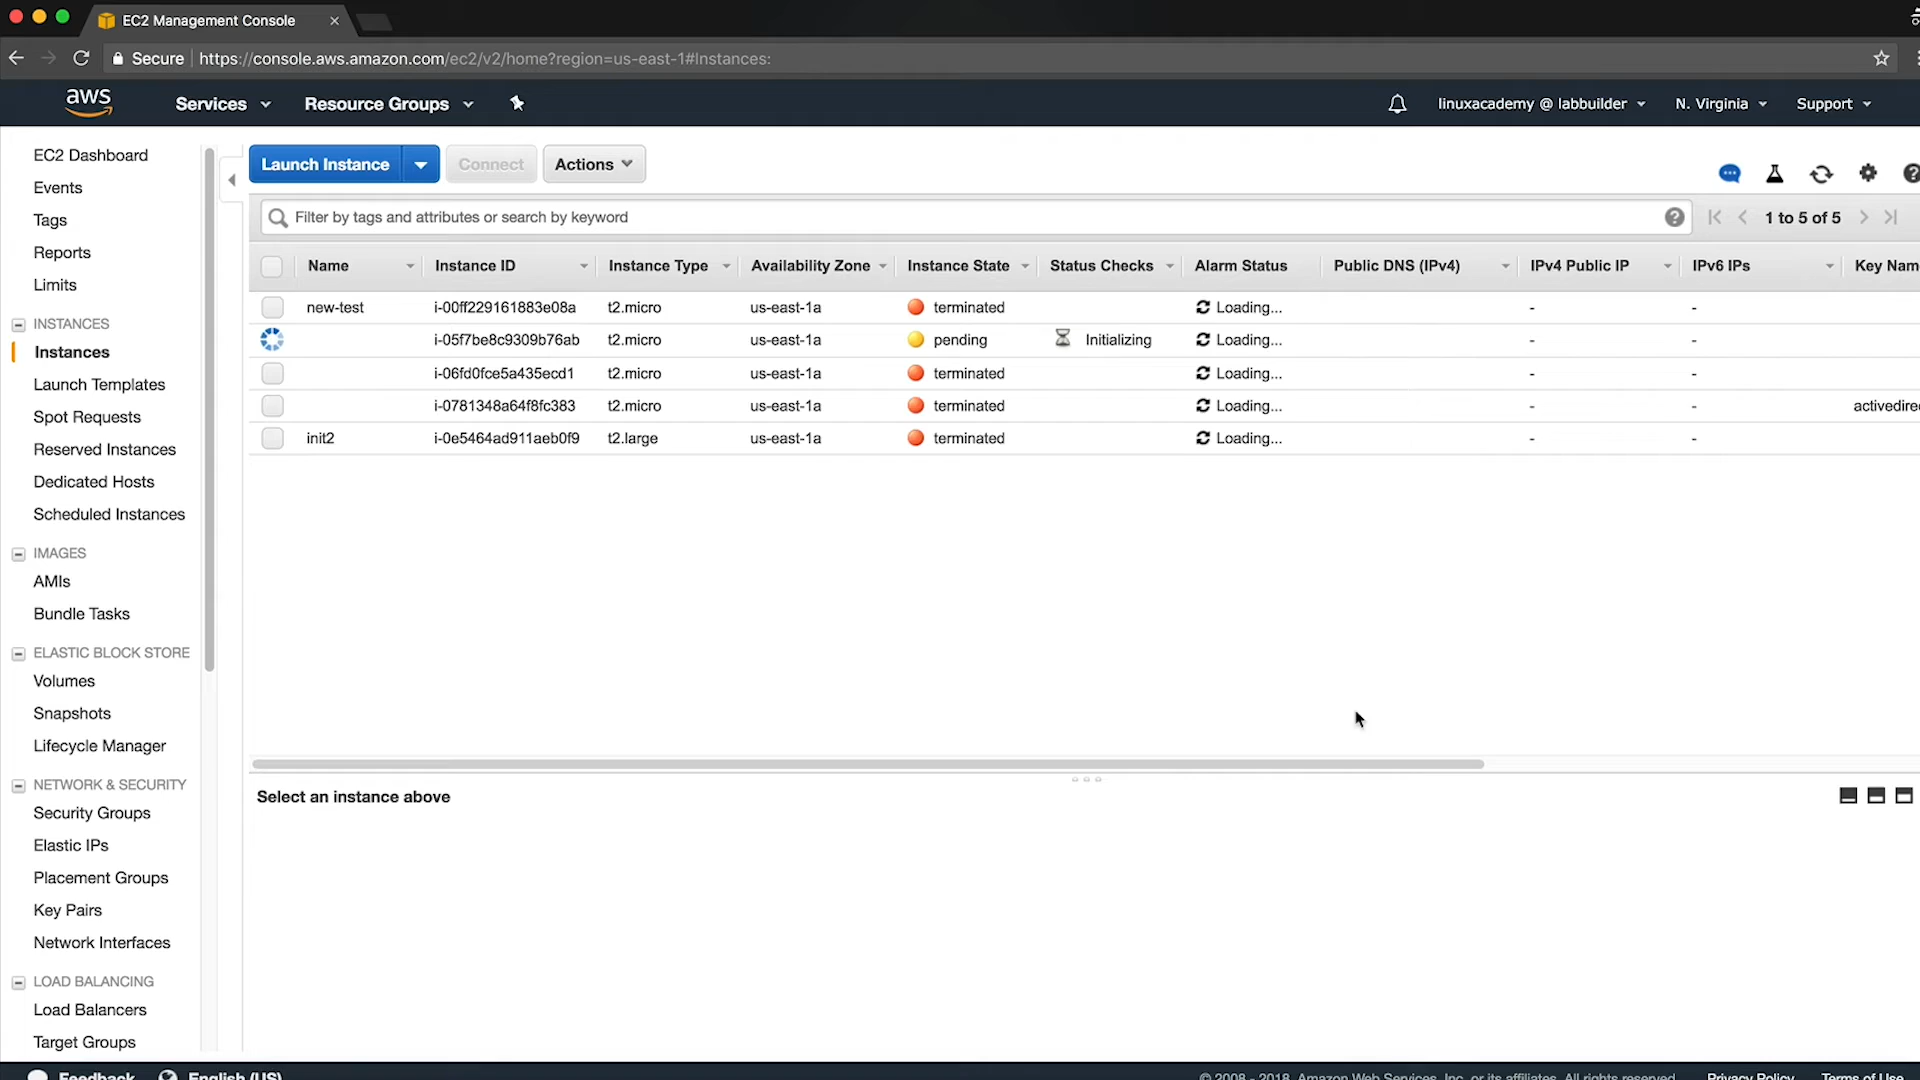 EC2 Management Console
Secure https://console.aws.amazon.com/ec2/v2/home?region=us-east-1#Instances:
aws Services Resource Groups linuxacademy @ labbuilder N. Virginia Support
EC2 Dashboard
Events
Tags
Reports
Limits
INSTANCES
Instances
Launch Templates
Spot Requests
Reserved Instances
Dedicated Hosts
Scheduled Instances
IMAGES
AMIs
Bundle Tasks
ELASTIC BLOCK STORE
Volumes
Snapshots
Lifecycle Manager
NETWORK & SECURITY
Security Groups
Elastic IPs
Placement Groups
Key Pairs
Network Interfaces
LOAD BALANCING
Load Balancers
Target Groups
Launch Instance Connect Actions
Filter by tags and attributes or search by keyword 1 to 5 of 5
Name Instance ID Instance Type Availability Zone Instance State Status Checks Alarm Status Public DNS (IPv4) IPv4 Public IP IPv6 IPs Key Nam
new-test i-00ff229161883e08a t2.micro us-east-1a terminated Loading... - -
i-05f7be8c9309b76ab t2.micro us-east-1a pending Initializing Loading... - -
i-06fd0fce5a435ecd1 t2.micro us-east-1a terminated Loading... - -
i-0781348a64f8fc383 t2.micro us-east-1a terminated Loading... - - activedire
init2 i-0e5464ad911aeb0f9 t2.large us-east-1a terminated Loading... - -
Select an instance above
Feedback English (US) © 2008 - 2018, Amazon Web Services, Inc. or its affiliates. All rights reserved. Privacy Policy Terms of Use